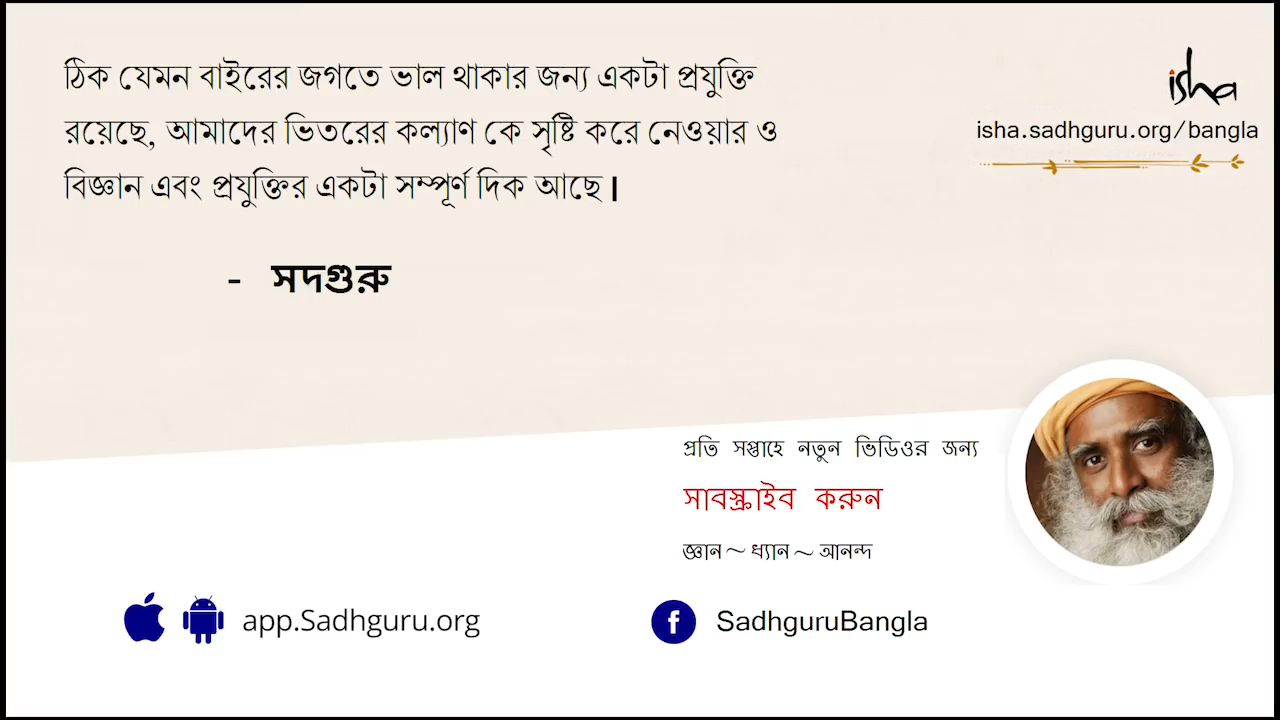 ঠিক যেমন বাইরের জগতে ভাল থাকার জন্য একটা প্রযুক্তি
রয়েছে, আমাদের ভিতরের কল্যাণ কে সৃষ্টি করে নেওয়ার ও
বিজ্ঞান এবং প্রযুক্তির একটা সম্পূর্ণ দিক আছে।
- সদগুরু
isha
isha.sadhguru.org/bangla
প্রতি সপ্তাহে নতুন ভিডিওর জন্য
সাবস্ক্রাইব করুন
জ্ঞান ~ ধ্যান ~ আনন্দ
app.Sadhguru.org
f SadhguruBangla